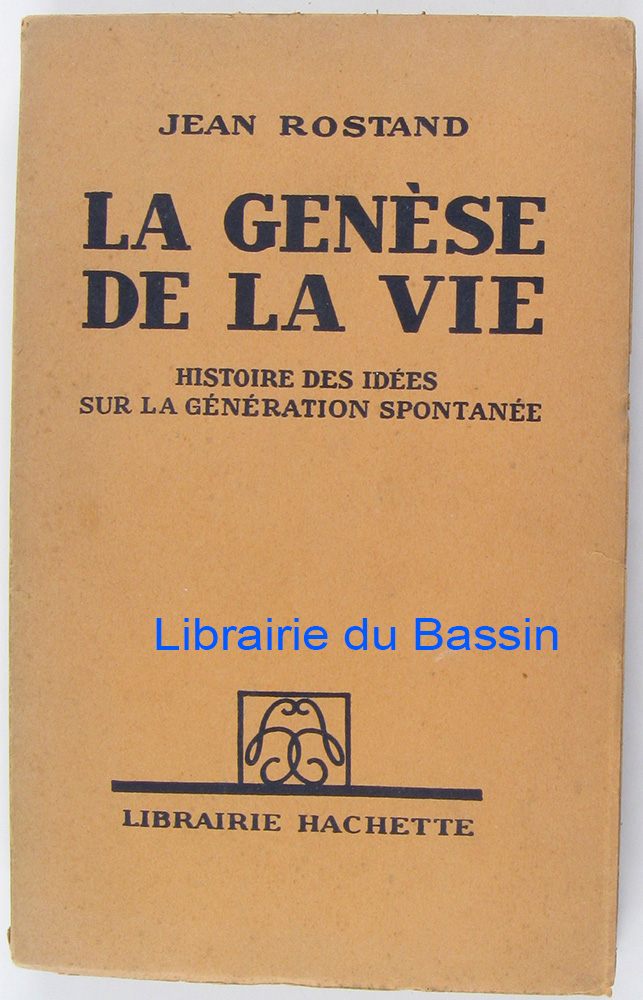 JEAN ROSTAND
LA GENÈSE
DE LA VIE
HISTOIRE DES IDÉES
SUR LA GÉNÉRATION SPONTANÉE
Librairie du Bassin
LIBRAIRIE HACHETTE